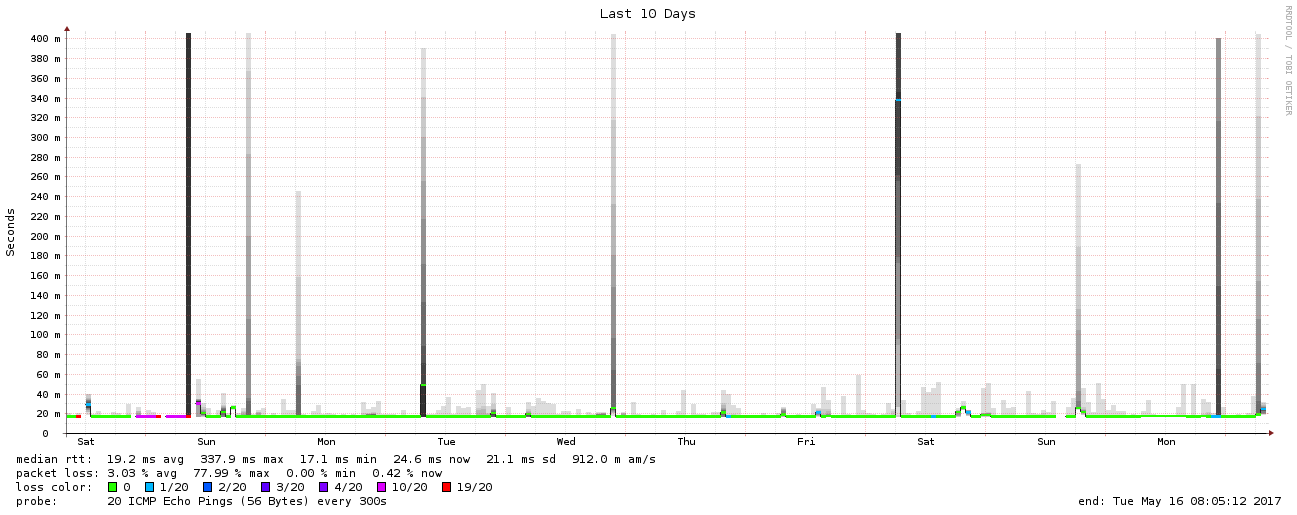 Last 10 Days
RRDTOOL / TOBI OETIKER
Seconds
400 m
380 m
360 m
340 m
320 m
300 m
280 m
260 m
240 m
220 m
200 m
180 m
160 m
140 m
120 m
100 m
80 m
60 m
40 m
20 m
0
Sat Sun Mon Tue Wed Thu Fri Sat Sun Mon
median rtt: 19.2 ms avg 337.9 ms max 17.1 ms min 24.6 ms now 21.1 ms sd 912.0 m am/s
packet loss: 3.03 % avg 77.99 % max 0.00 % min 0.42 % now
loss color: 0 1/20 2/20 3/20 4/20 10/20 19/20
probe: 20 ICMP Echo Pings (56 Bytes) every 300s end: Tue May 16 08:05:12 2017